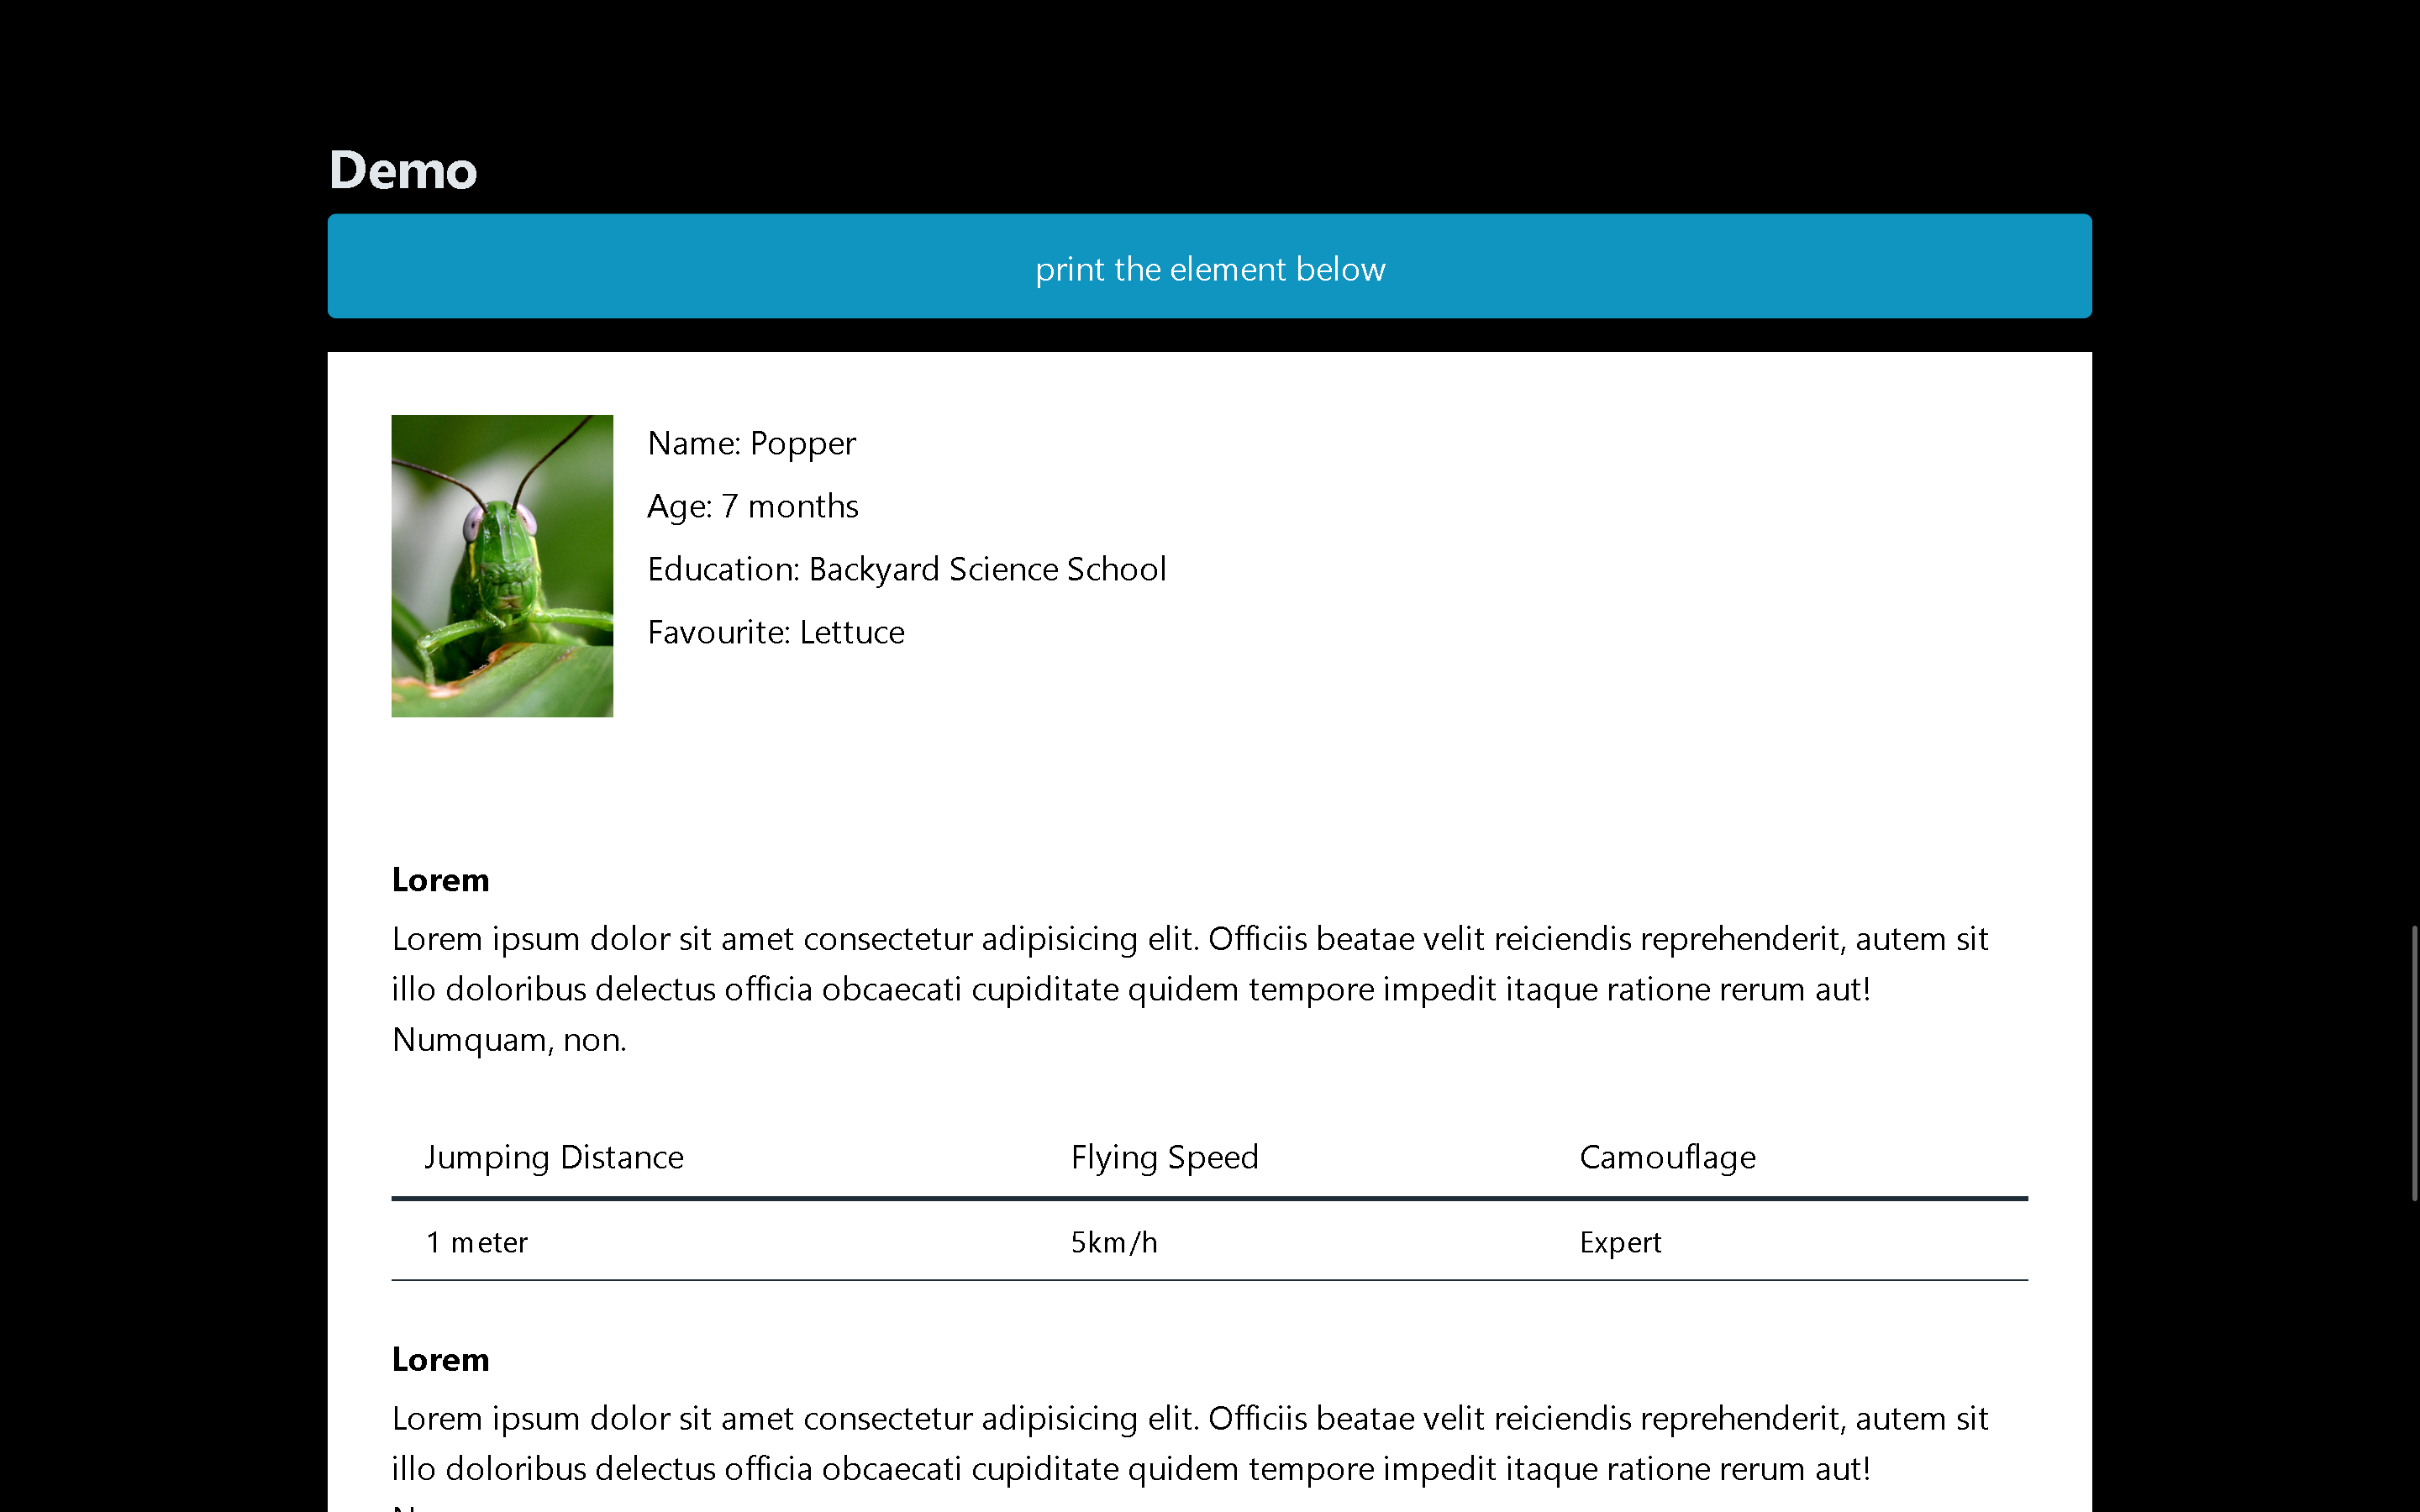 Demo
print the element below
Name: Popper
Age: 7 months
Education: Backyard Science School
Favourite: Lettuce
Lorem
Lorem ipsum dolor sit amet consectetur adipisicing elit. Officiis beatae velit reiciendis reprehenderit, autem sit
illo doloribus delectus officia obcaecati cupiditate quidem tempore impedit itaque ratione rerum aut!
Numquam, non.
Jumping Distance Flying Speed Camouflage
1 meter 5km/h Expert
Lorem
Lorem ipsum dolor sit amet consectetur adipisicing elit. Officiis beatae velit reiciendis reprehenderit, autem sit
illo doloribus delectus officia obcaecati cupiditate quidem tempore impedit itaque ratione rerum aut!